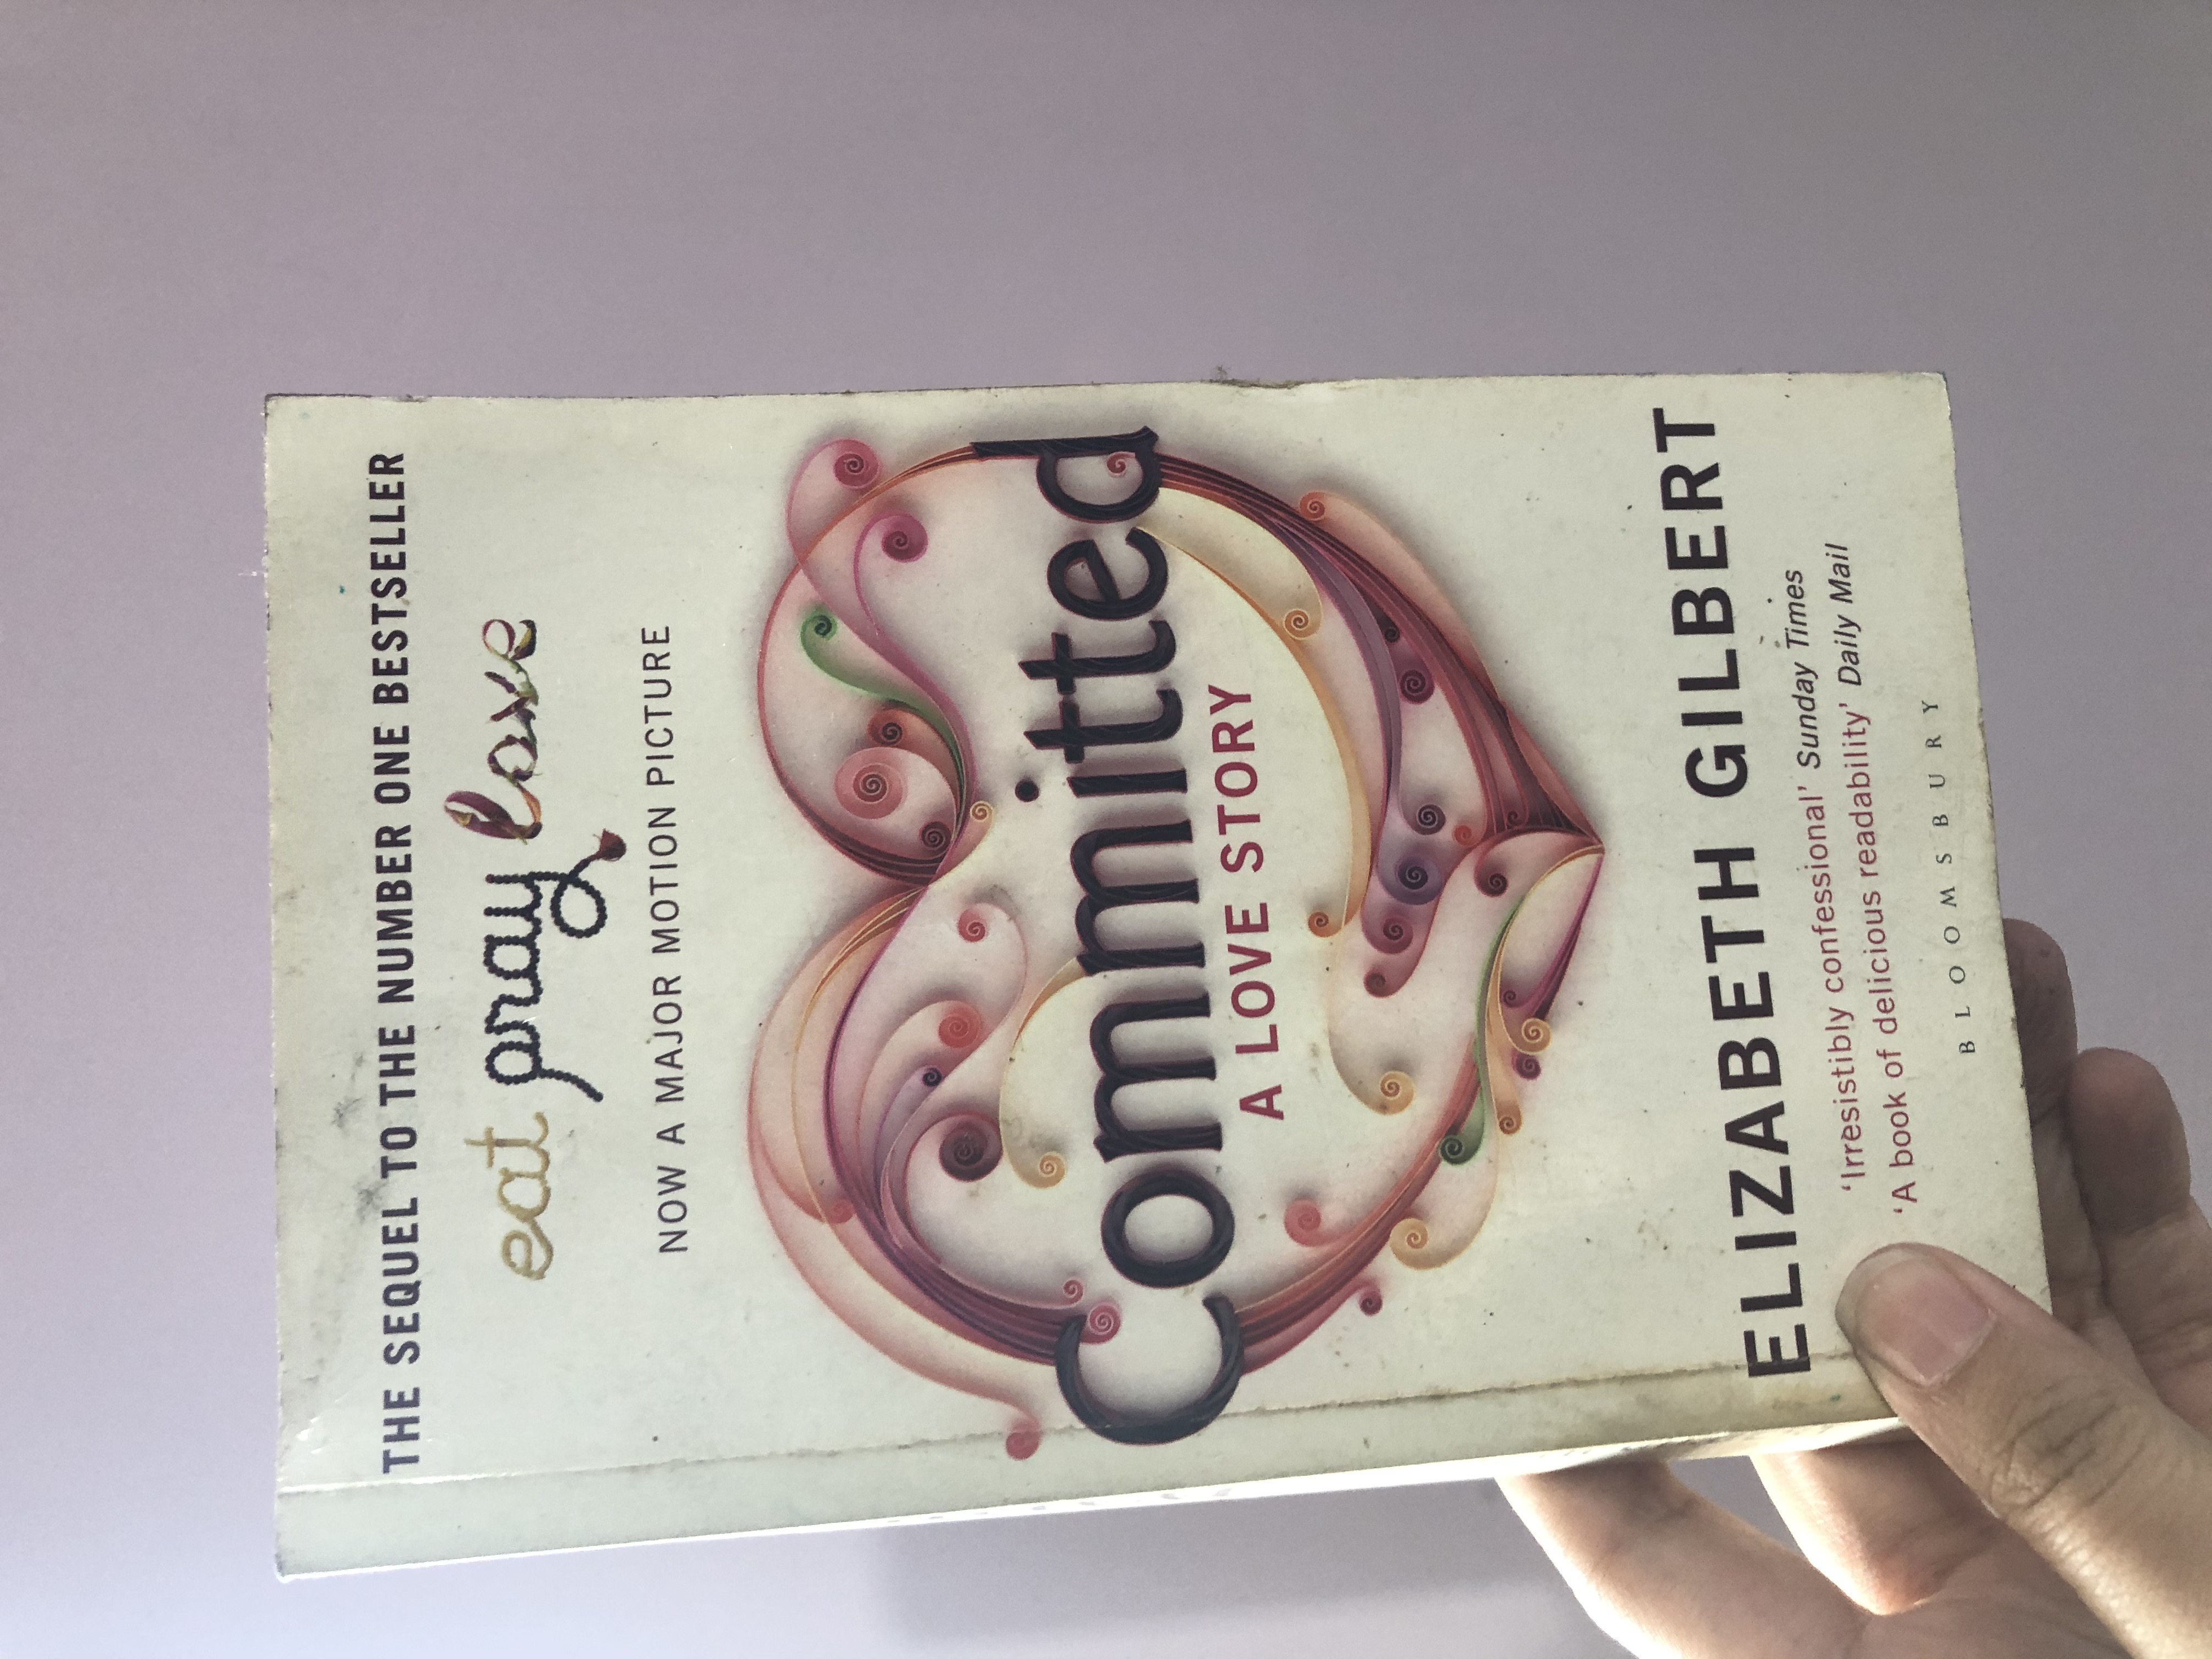 THE SEQUEL TO THE NUMBER ONE BESTSELLER
eat pray love
NOW A MAJOR MOTION PICTURE
Committed
A LOVE STORY
ELIZABETH GILBERT
'Irresistibly confessional' Sunday Times
'A book of delicious readability' Daily Mail
BLOOMSBURY